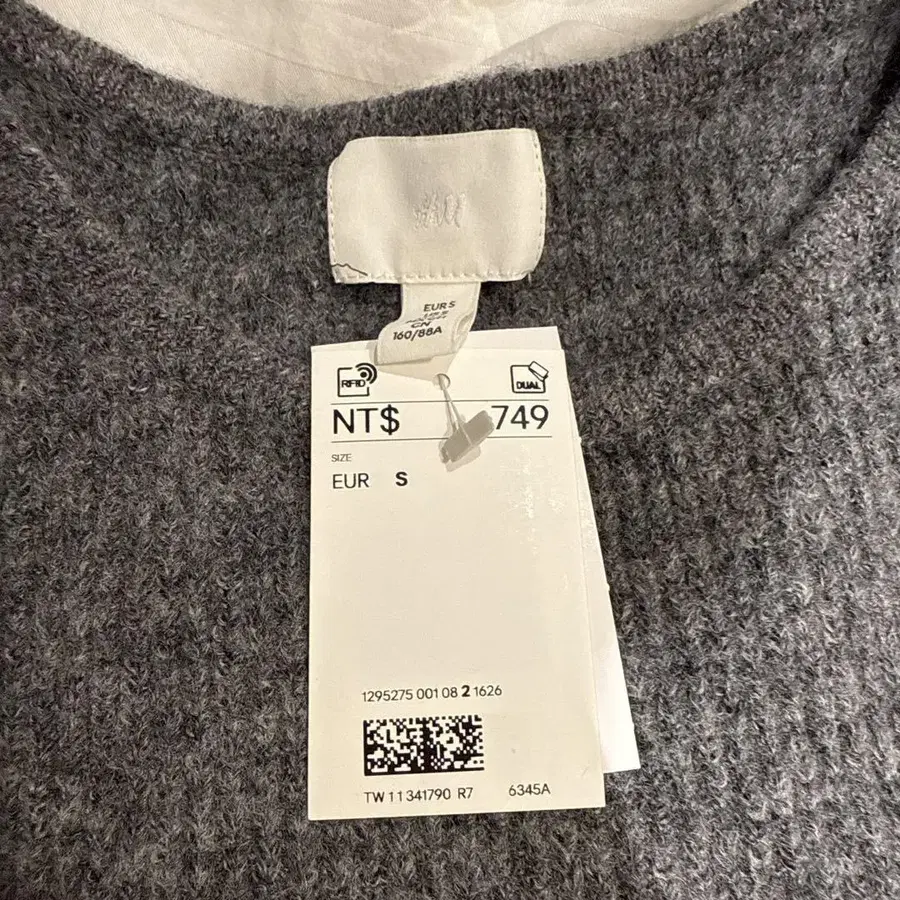 H&M
EUR S
CN
160/88A
RFID
DUAL
NT$ 749
SIZE
EUR S
1295275 001 08 2 1626
TW 11 341790 R7 6345A